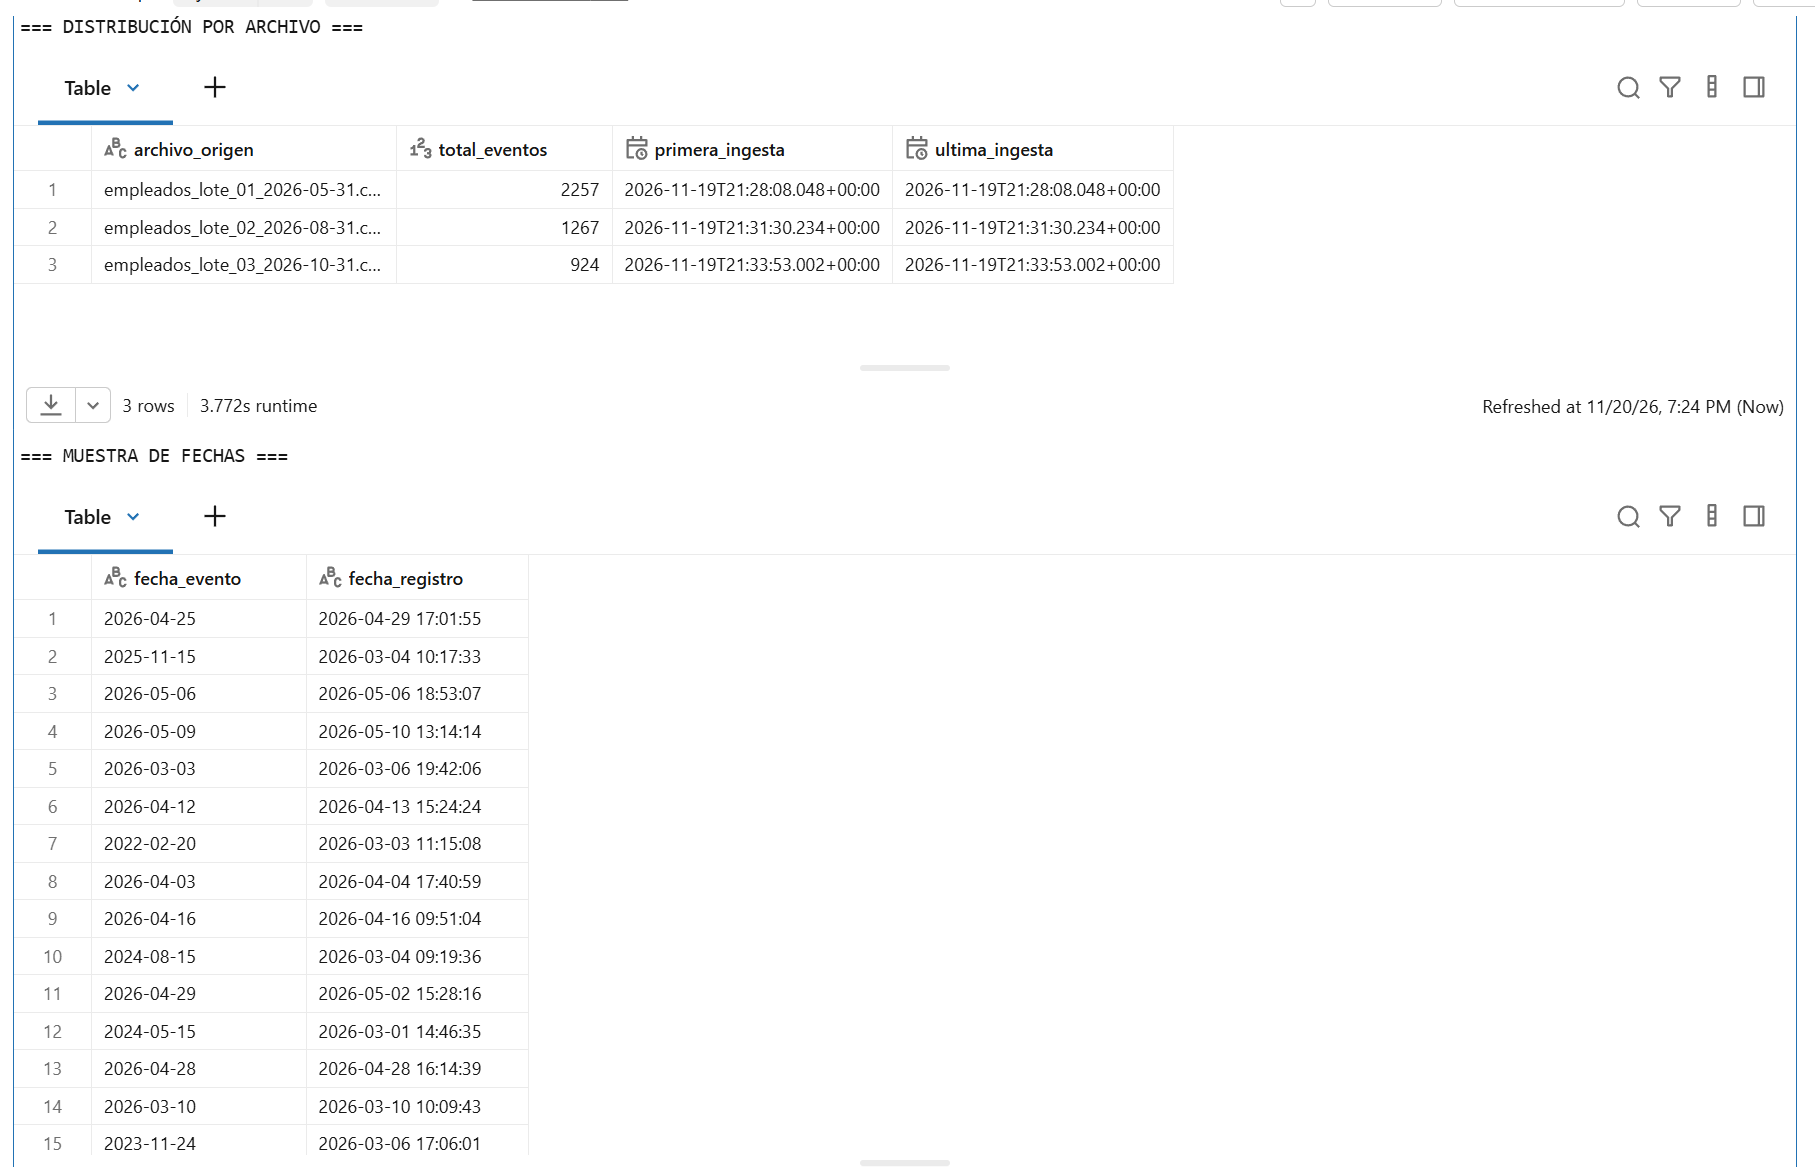 === DISTRIBUCIÓN POR ARCHIVO ===
Table
archivo_origen total_eventos primera_ingesta ultima_ingesta
1 empleados_lote_01_2026-05-31.c... 2257 2026-11-19T21:28:08.048+00:00 2026-11-19T21:28:08.048+00:00
2 empleados_lote_02_2026-08-31.c... 1267 2026-11-19T21:31:30.234+00:00 2026-11-19T21:31:30.234+00:00
3 empleados_lote_03_2026-10-31.c... 924 2026-11-19T21:33:53.002+00:00 2026-11-19T21:33:53.002+00:00
3 rows 3.772s runtime Refreshed at 11/20/26, 7:24 PM (Now)
=== MUESTRA DE FECHAS ===
Table
fecha_evento fecha_registro
1 2026-04-25 2026-04-29 17:01:55
2 2025-11-15 2026-03-04 10:17:33
3 2026-05-06 2026-05-06 18:53:07
4 2026-05-09 2026-05-10 13:14:14
5 2026-03-03 2026-03-06 19:42:06
6 2026-04-12 2026-04-13 15:24:24
7 2022-02-20 2026-03-03 11:15:08
8 2026-04-03 2026-04-04 17:40:59
9 2026-04-16 2026-04-16 09:51:04
10 2024-08-15 2026-03-04 09:19:36
11 2026-04-29 2026-05-02 15:28:16
12 2024-05-15 2026-03-01 14:46:35
13 2026-04-28 2026-04-28 16:14:39
14 2026-03-10 2026-03-10 10:09:43
15 2023-11-24 2026-03-06 17:06:01